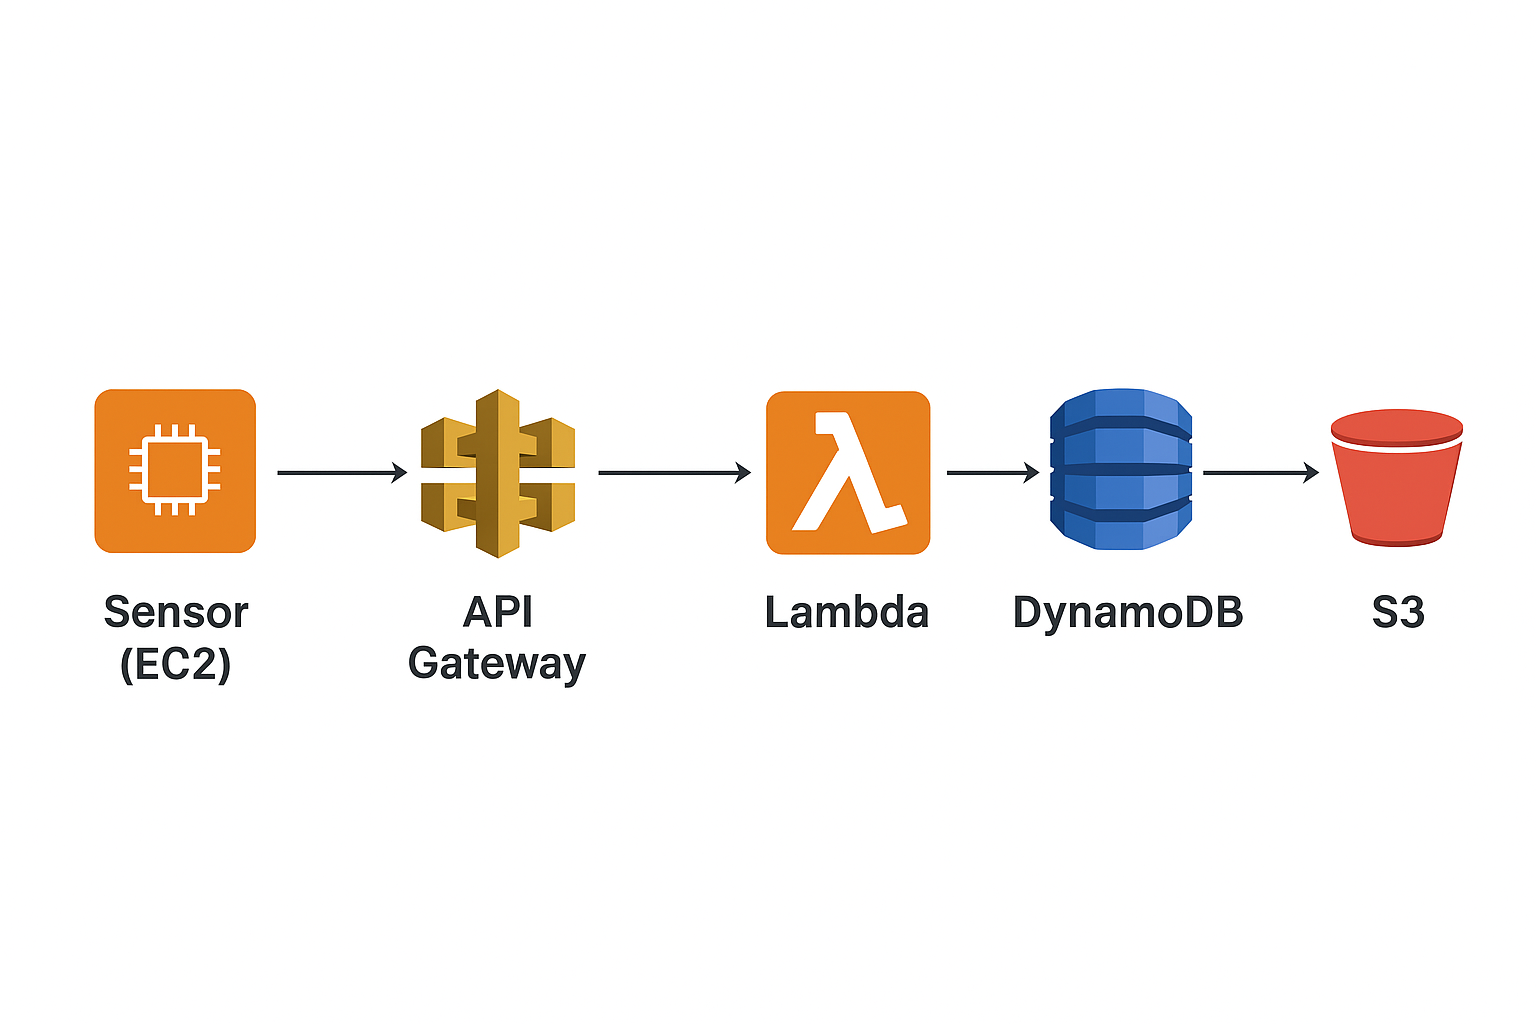 Sensor
(EC2)
API
Gateway
Lambda
DynamoDB
S3